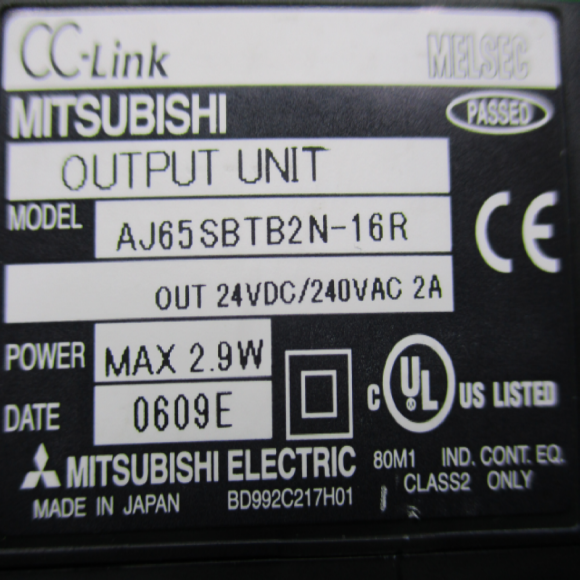 CC-Link MELSEC
MITSUBISHI PASSED
OUTPUT UNIT
MODEL AJ65SBTB2N-16R
CE
OUT 24VDC/240VAC 2A
POWER MAX 2.9W
C UL US LISTED
DATE 0609E
MITSUBISHI ELECTRIC 80M1 IND. CONT. EQ.
MADE IN JAPAN BD992C217H01 CLASS2 ONLY